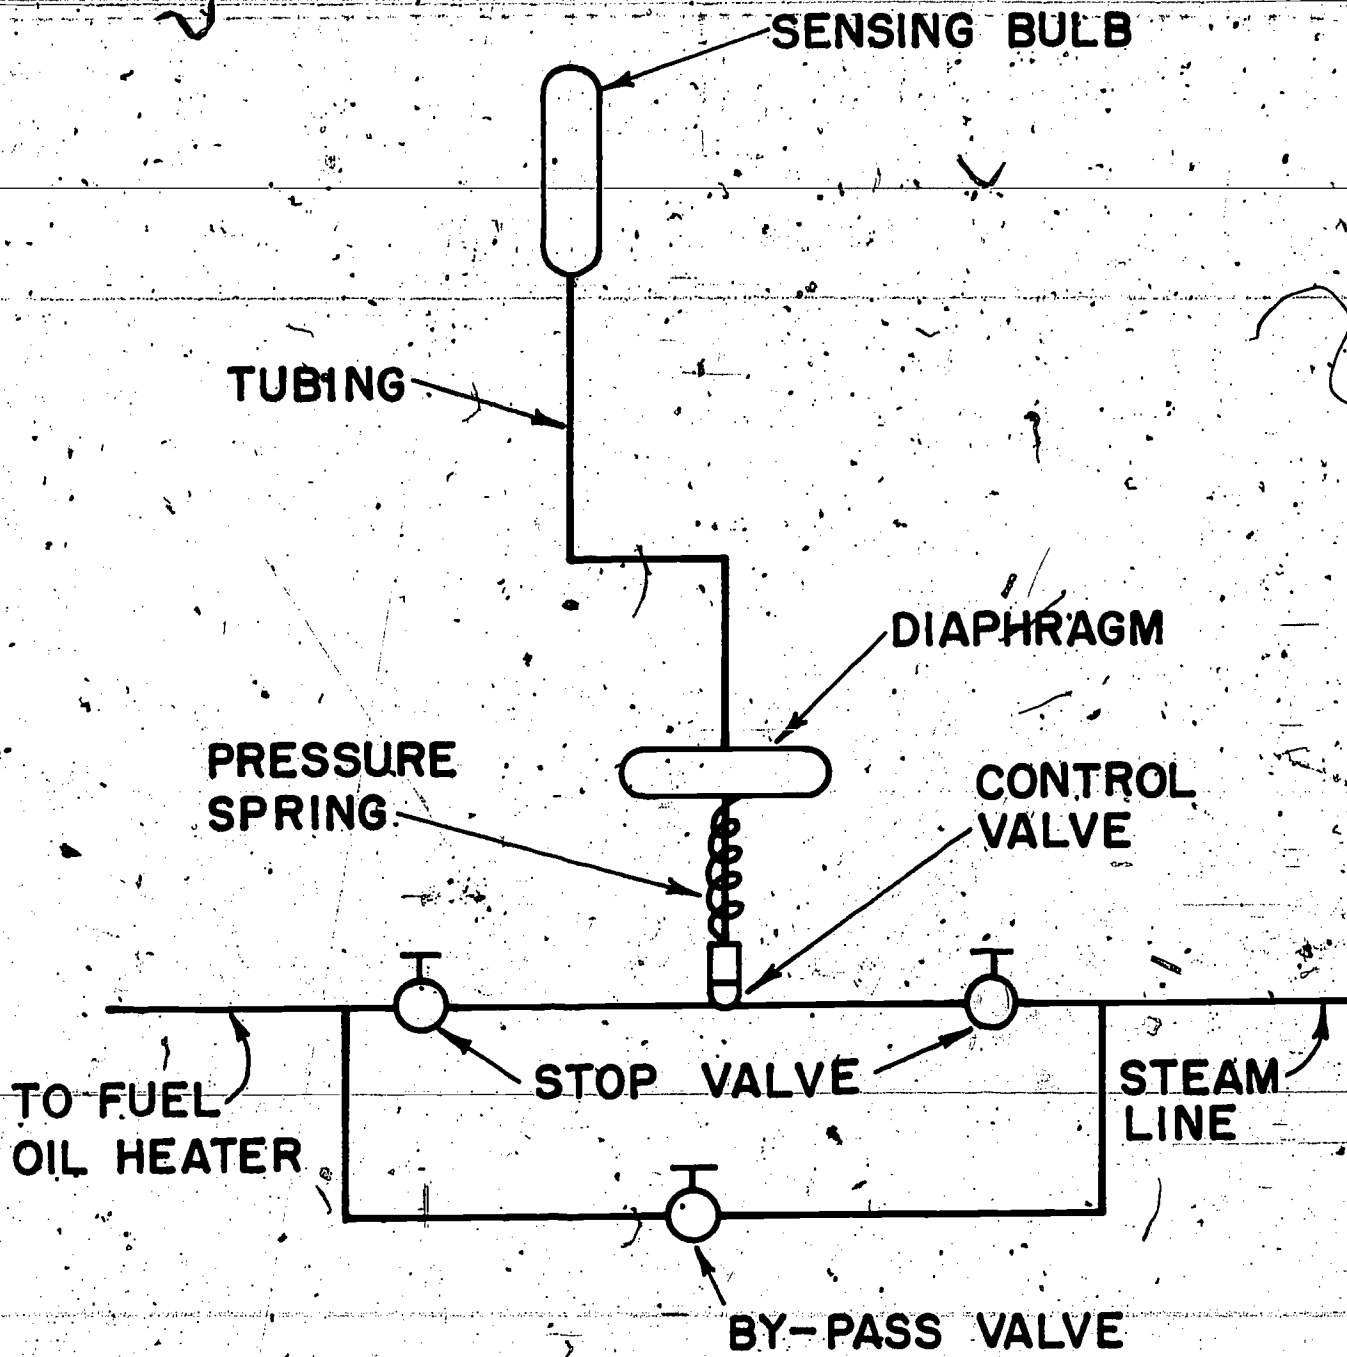 SENSING BULB
TUBING
DIAPHRAGM
PRESSURE
SPRING
CONTROL
VALVE
STOP VALVE
STEAM
LINE
TO FUEL
OIL HEATER
BY-PASS VALVE